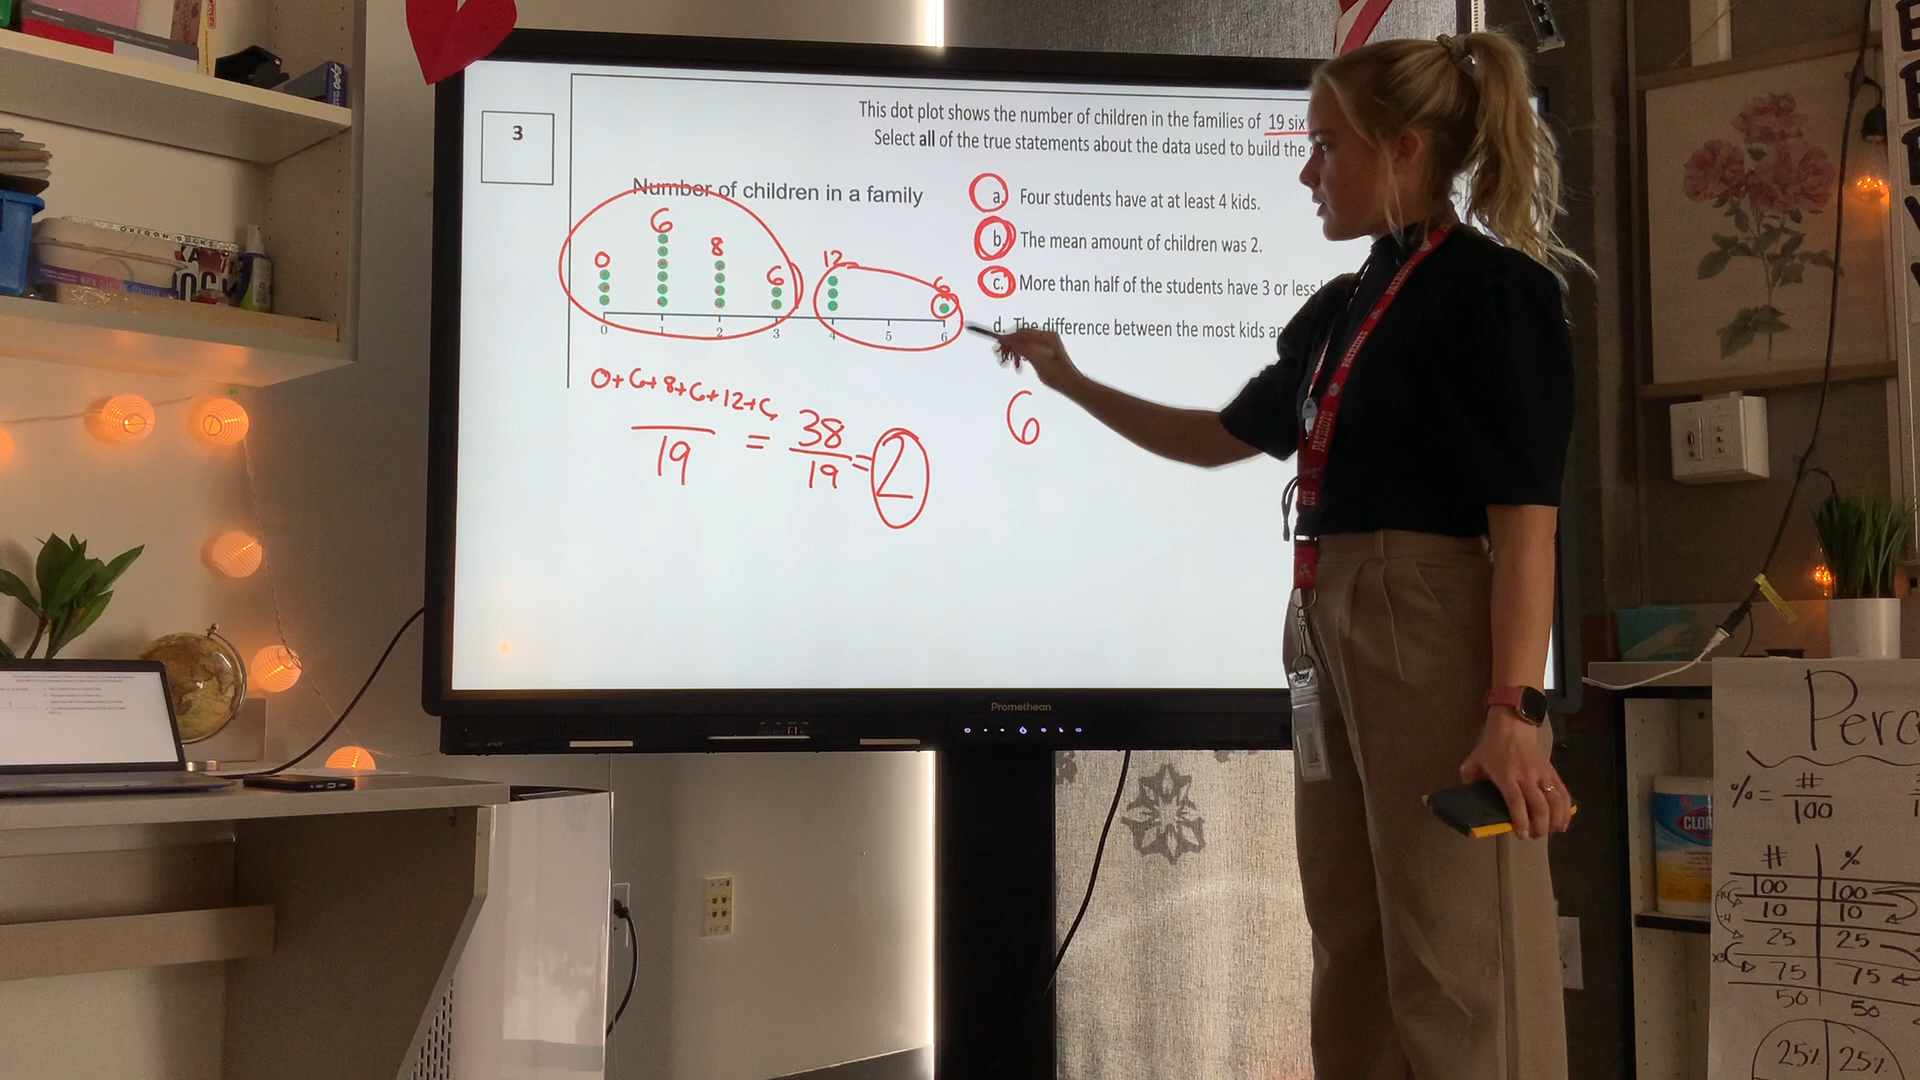 3
This dot plot shows the number of children in the families of 19 six
Select all of the true statements about the data used to build the
Number of children in a family
a. Four students have at at least 4 kids.
b. The mean amount of children was 2.
c. More than half of the students have 3 or less
d. The difference between the most kids
0 6 8 6 12 6
0 1 2 3 4 5 6
0+6+8+6+12+6
19
=
38
19
=
2
6
Promethean
PATRIOTS
PATRIOTS
EXPO
CLOR
Perc
% = #
100
# %
100 100
10 10
25 25
75 75
50 50
25% 25%